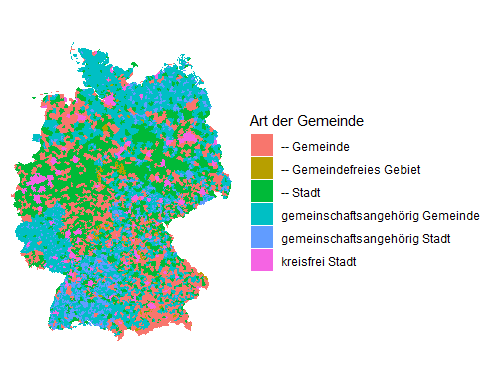 Art der Gemeinde
-- Gemeinde
-- Gemeindefreies Gebiet
-- Stadt
gemeinschaftsangehörig Gemeinde
gemeinschaftsangehörig Stadt
kreisfrei Stadt